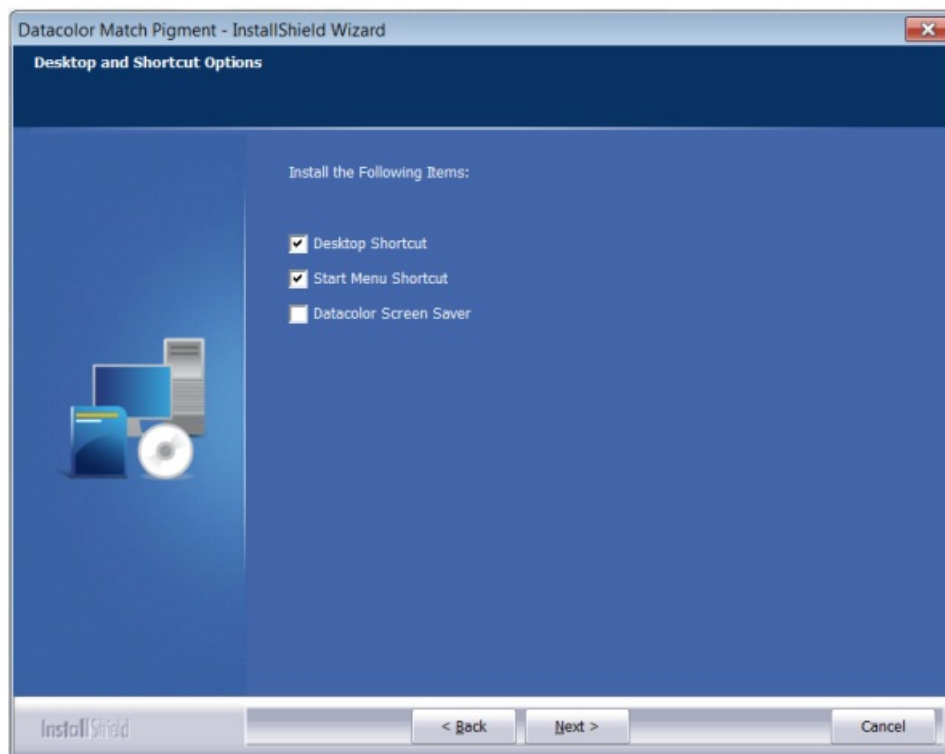 Datacolor Match Pigment - InstallShield Wizard
Desktop and Shortcut Options
Install the Following Items:
Desktop Shortcut
Start Menu Shortcut
Datacolor Screen Saver
InstallShield
< Back
Next >
Cancel